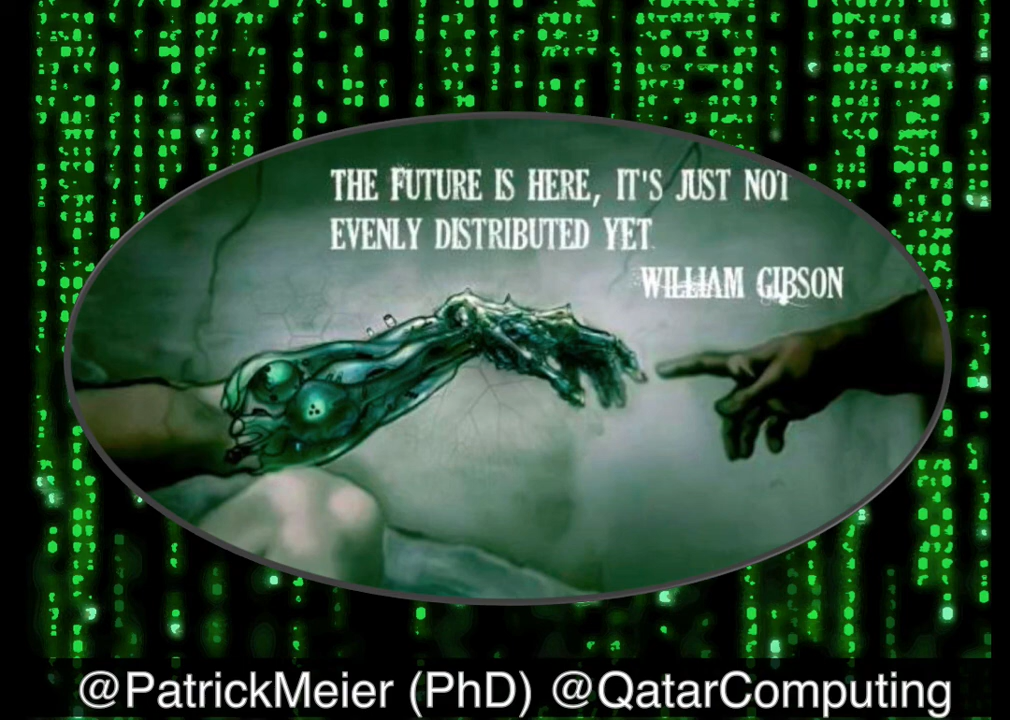 THE FUTURE IS HERE, IT'S JUST NOT
EVENLY DISTRIBUTED YET.
WILLIAM GIBSON
@PatrickMeier (PhD) @QatarComputing